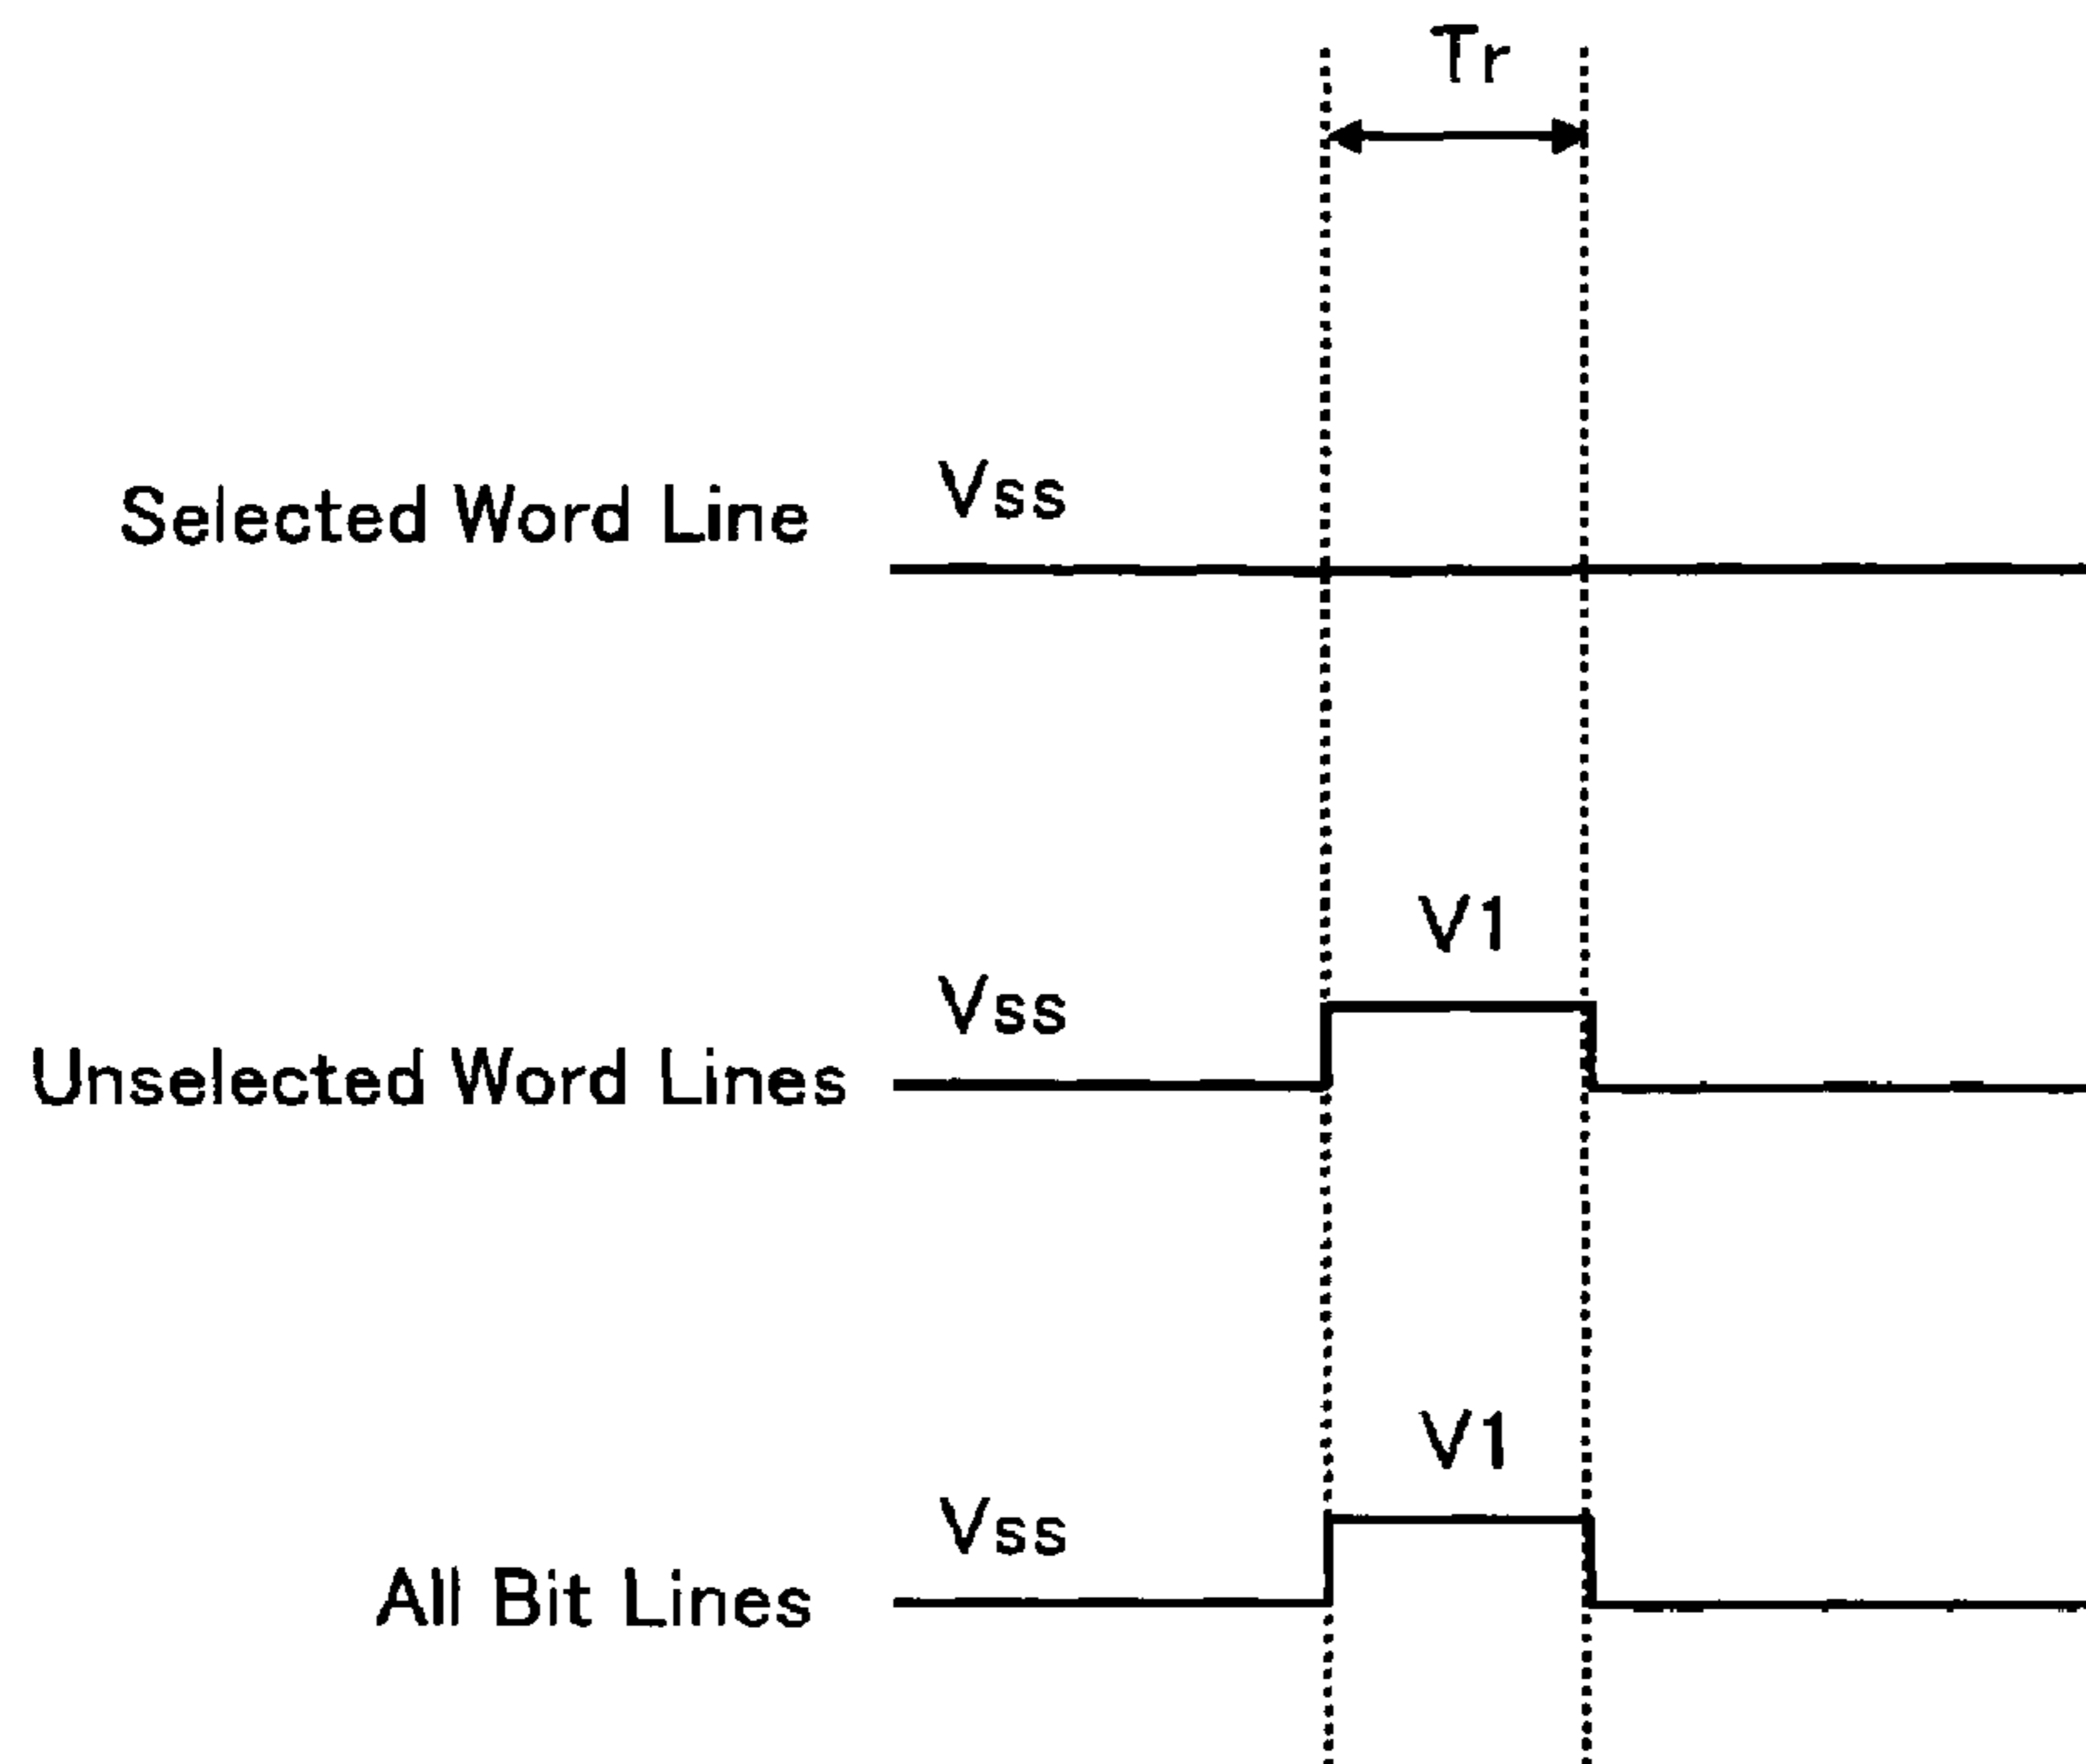 Tr
Vss
Selected Word Line
V1
Vss
Unselected Word Lines
V1
Vss
All Bit Lines